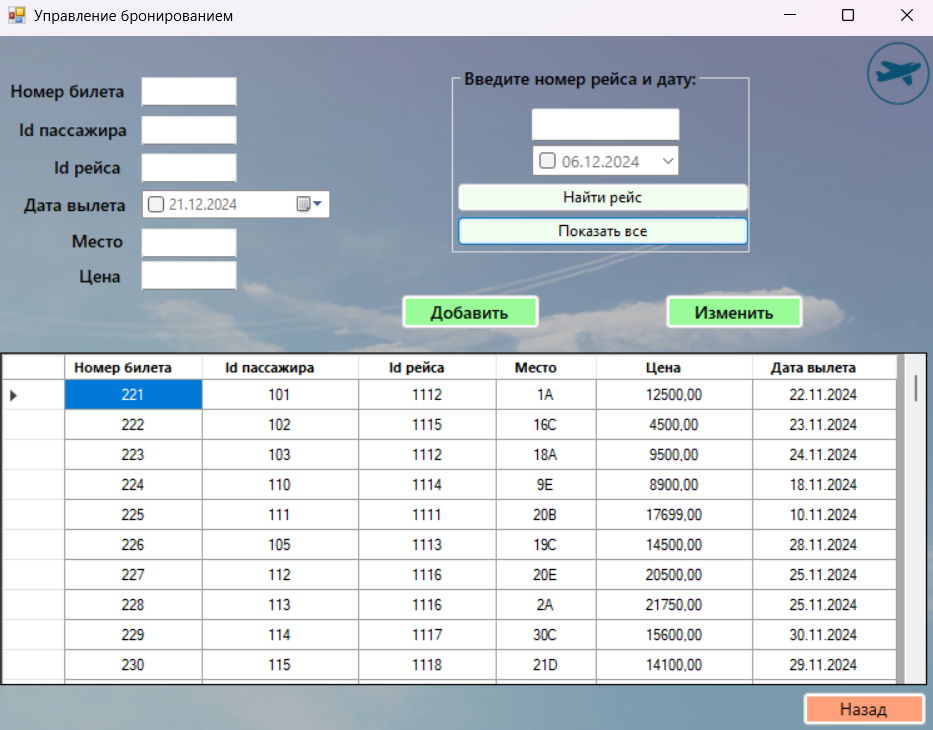 Управление бронированием
Номер билета
Id пассажира
Id рейса
Дата вылета 21.12.2024
Место
Цена
Введите номер рейса и дату:
06.12.2024
Найти рейс
Показать все
Добавить Изменить
Номер билета Id пассажира Id рейса Место Цена Дата вылета
221 101 1112 1A 12500,00 22.11.2024
222 102 1115 16C 4500,00 23.11.2024
223 103 1112 18A 9500,00 24.11.2024
224 110 1114 9E 8900,00 18.11.2024
225 111 1111 20B 17699,00 10.11.2024
226 105 1113 19C 14500,00 28.11.2024
227 112 1116 20E 20500,00 25.11.2024
228 113 1116 2A 21750,00 25.11.2024
229 114 1117 30C 15600,00 30.11.2024
230 115 1118 21D 14100,00 29.11.2024
Назад